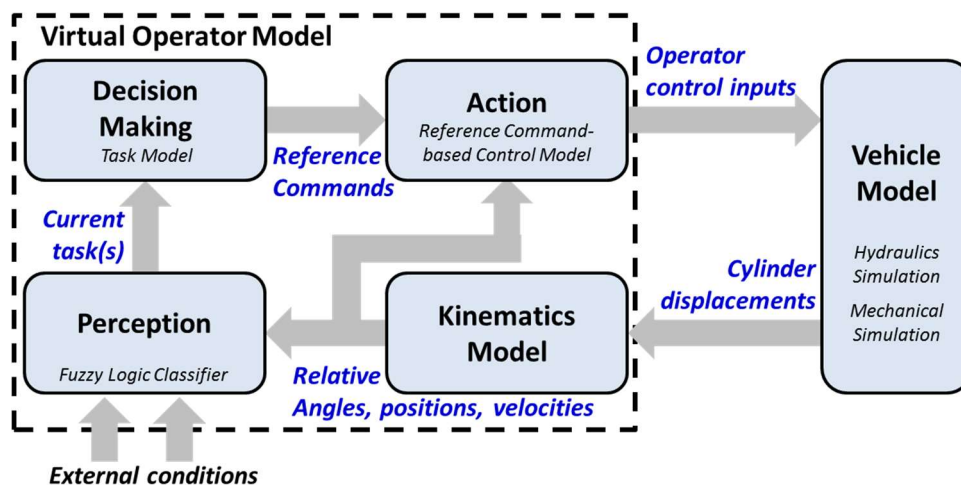 Virtual Operator Model
Decision
Making
Task Model
Action
Reference Command-
based Control Model
Operator
control inputs
Reference
Commands
Vehicle
Model
Hydraulics
Simulation
Mechanical
Simulation
Current
task(s)
Perception
Fuzzy Logic Classifier
Kinematics
Model
Cylinder
displacements
Relative
Angles, positions, velocities
External conditions